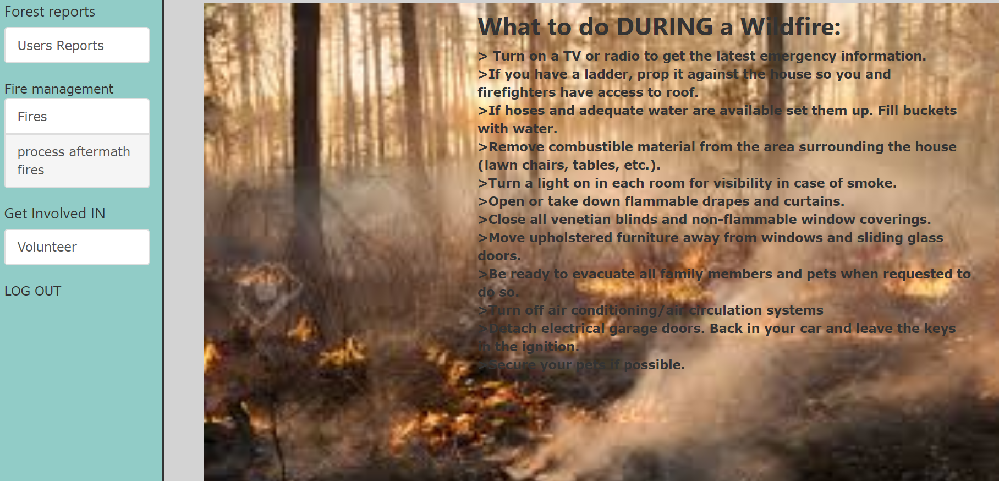 Forest reports
Users Reports
Fire management
Fires
process aftermath
fires
Get Involved IN
Volunteer
LOG OUT
What to do DURING a Wildfire:
> Turn on a TV or radio to get the latest emergency information.
>If you have a ladder, prop it against the house so you and
firefighters have access to roof.
>If hoses and adequate water are available set them up. Fill buckets
with water.
>Remove combustible material from the area surrounding the house
(lawn chairs, tables, etc.).
>Turn a light on in each room for visibility in case of smoke.
>Open or take down flammable drapes and curtains.
>Close all venetian blinds and non-flammable window coverings.
>Move upholstered furniture away from windows and sliding glass
doors.
>Be ready to evacuate all family members and pets when requested to
do so.
>Turn off air conditioning/air circulation systems
>Detach electrical garage doors. Back in your car and leave the keys
in the ignition.
>Secure your pets if possible.